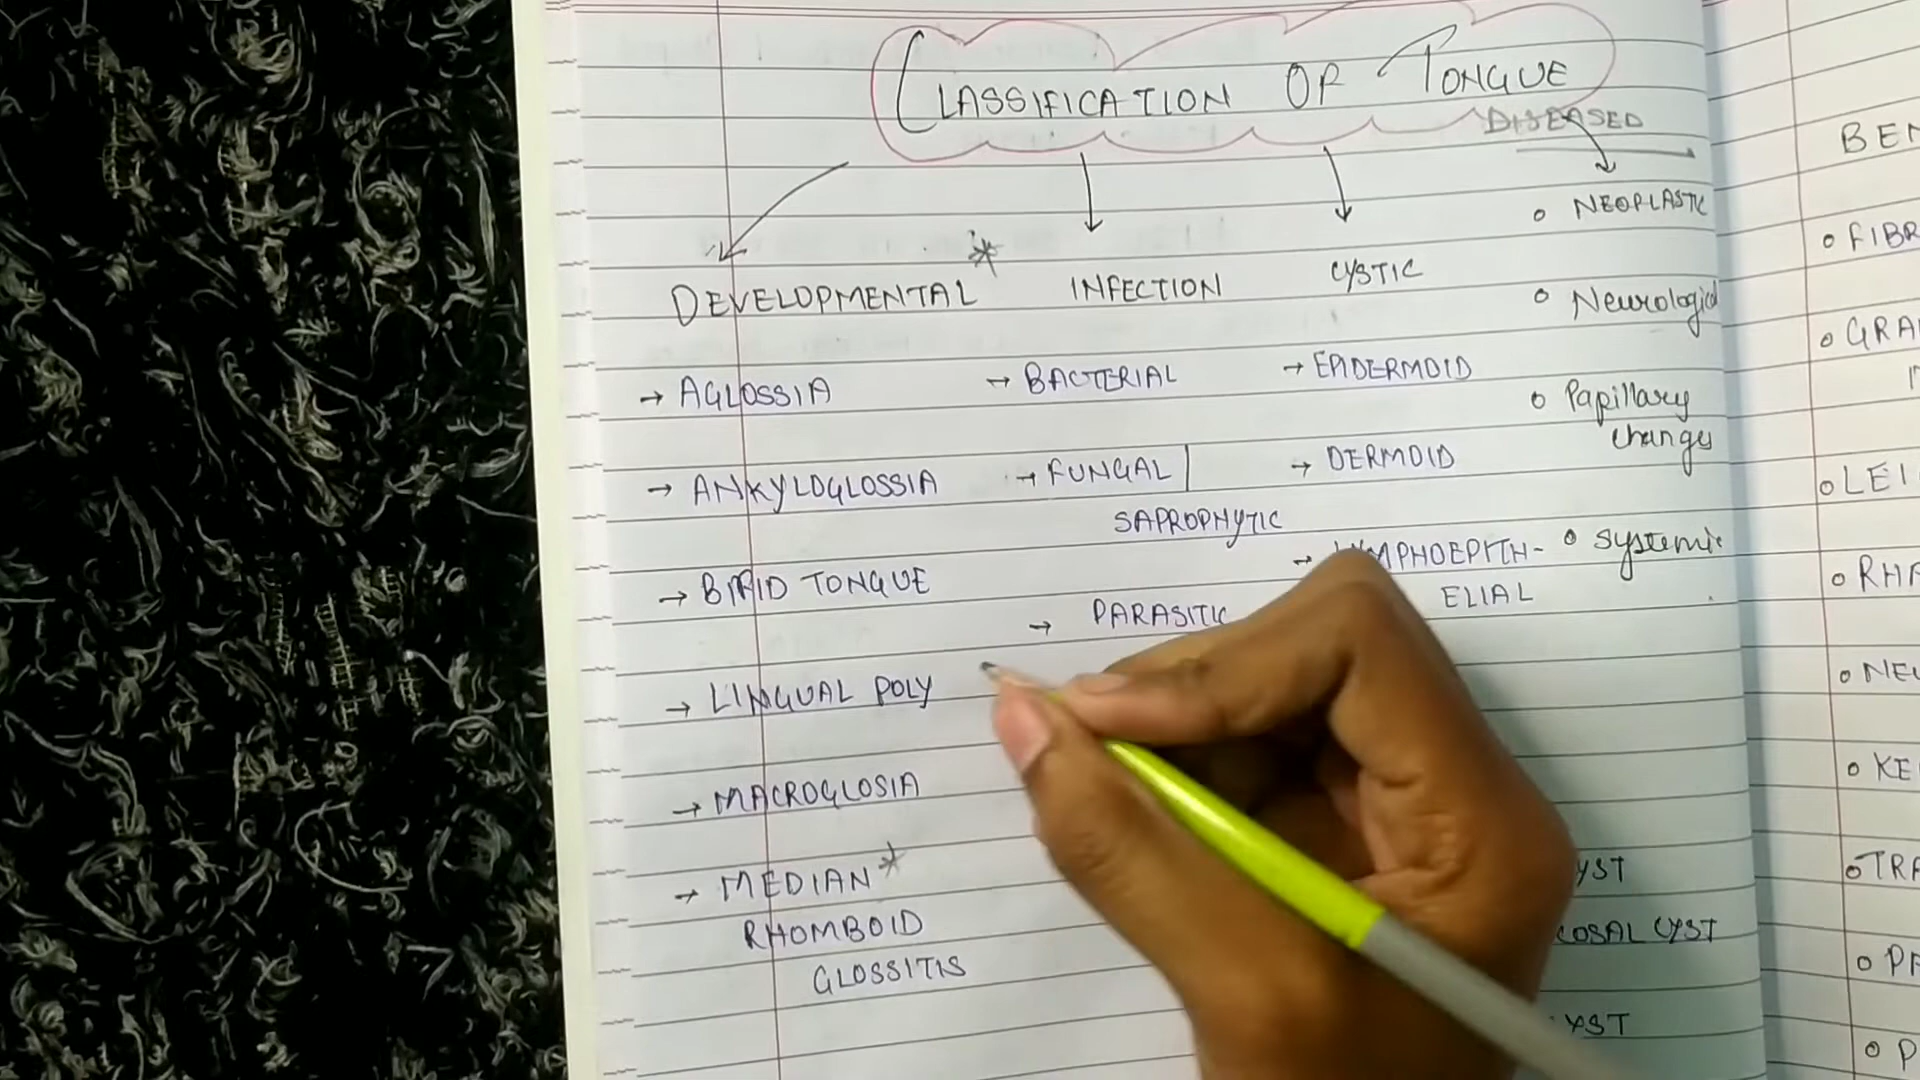 CLASSIFICATION OF TONGUE
DISEASED
DEVELOPMENTAL *
→ AGLOSSIA
→ ANKYLOGLOSSIA
→ BIFID TONGUE
→ LINGUAL POLY
→ MACROGLOSIA
→ MEDIAN *
RHOMBOID
GLOSSITIS
INFECTION
→ BACTERIAL
→ FUNGAL |
SAPROPHYTIC
→ PARASITIC
CYSTIC
→ EPIDERMOID
→ DERMOID
→ LYMPHOEPITH-
ELIAL
YST
COSAL CYST
YST
o NEOPLASTIC
o Neurological
o Papillary
changes
o Systemic
BEN
o FIBR
o GRA
o LEI
o RHA
o NEU
o KE
o TRA
o PA
o P